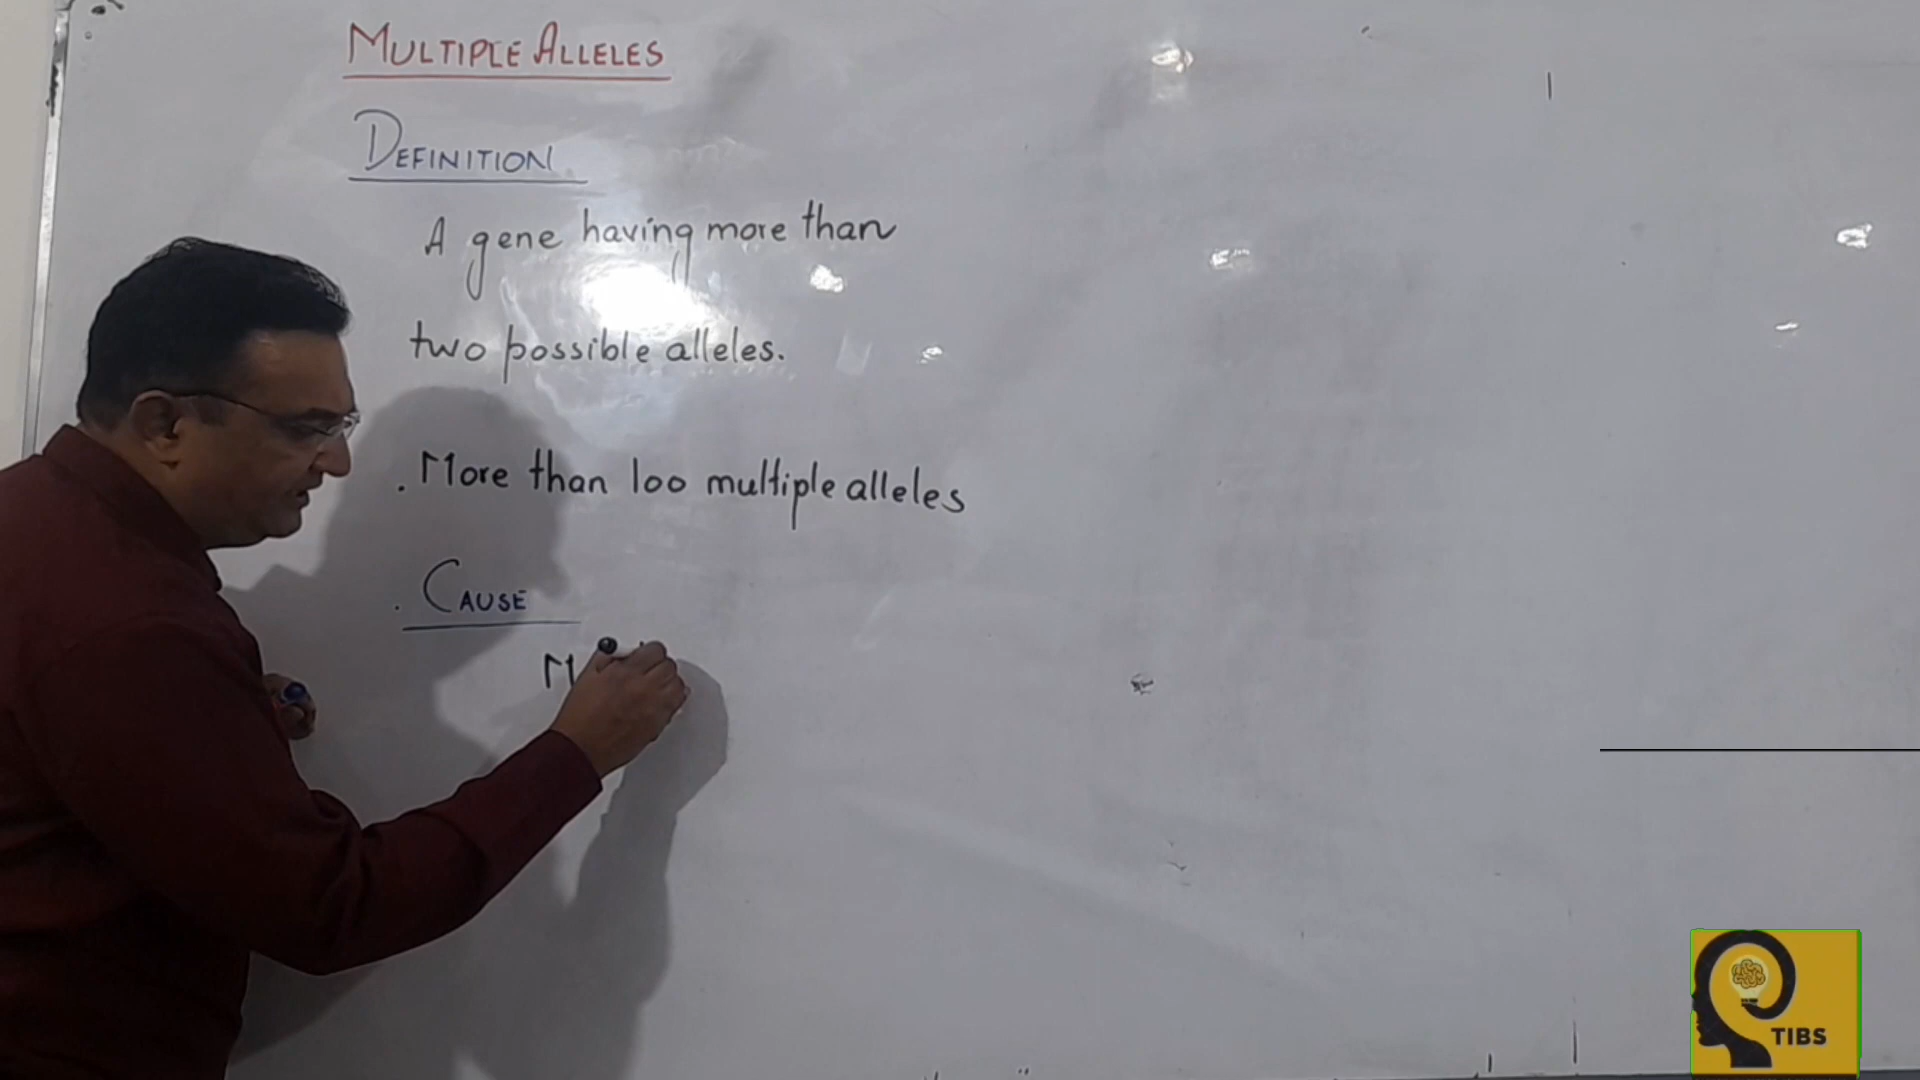 MULTIPLE ALLELES
DEFINITION
A gene having more than
two possible alleles.
. More than 100 multiple alleles
. CAUSE
M
TIBS